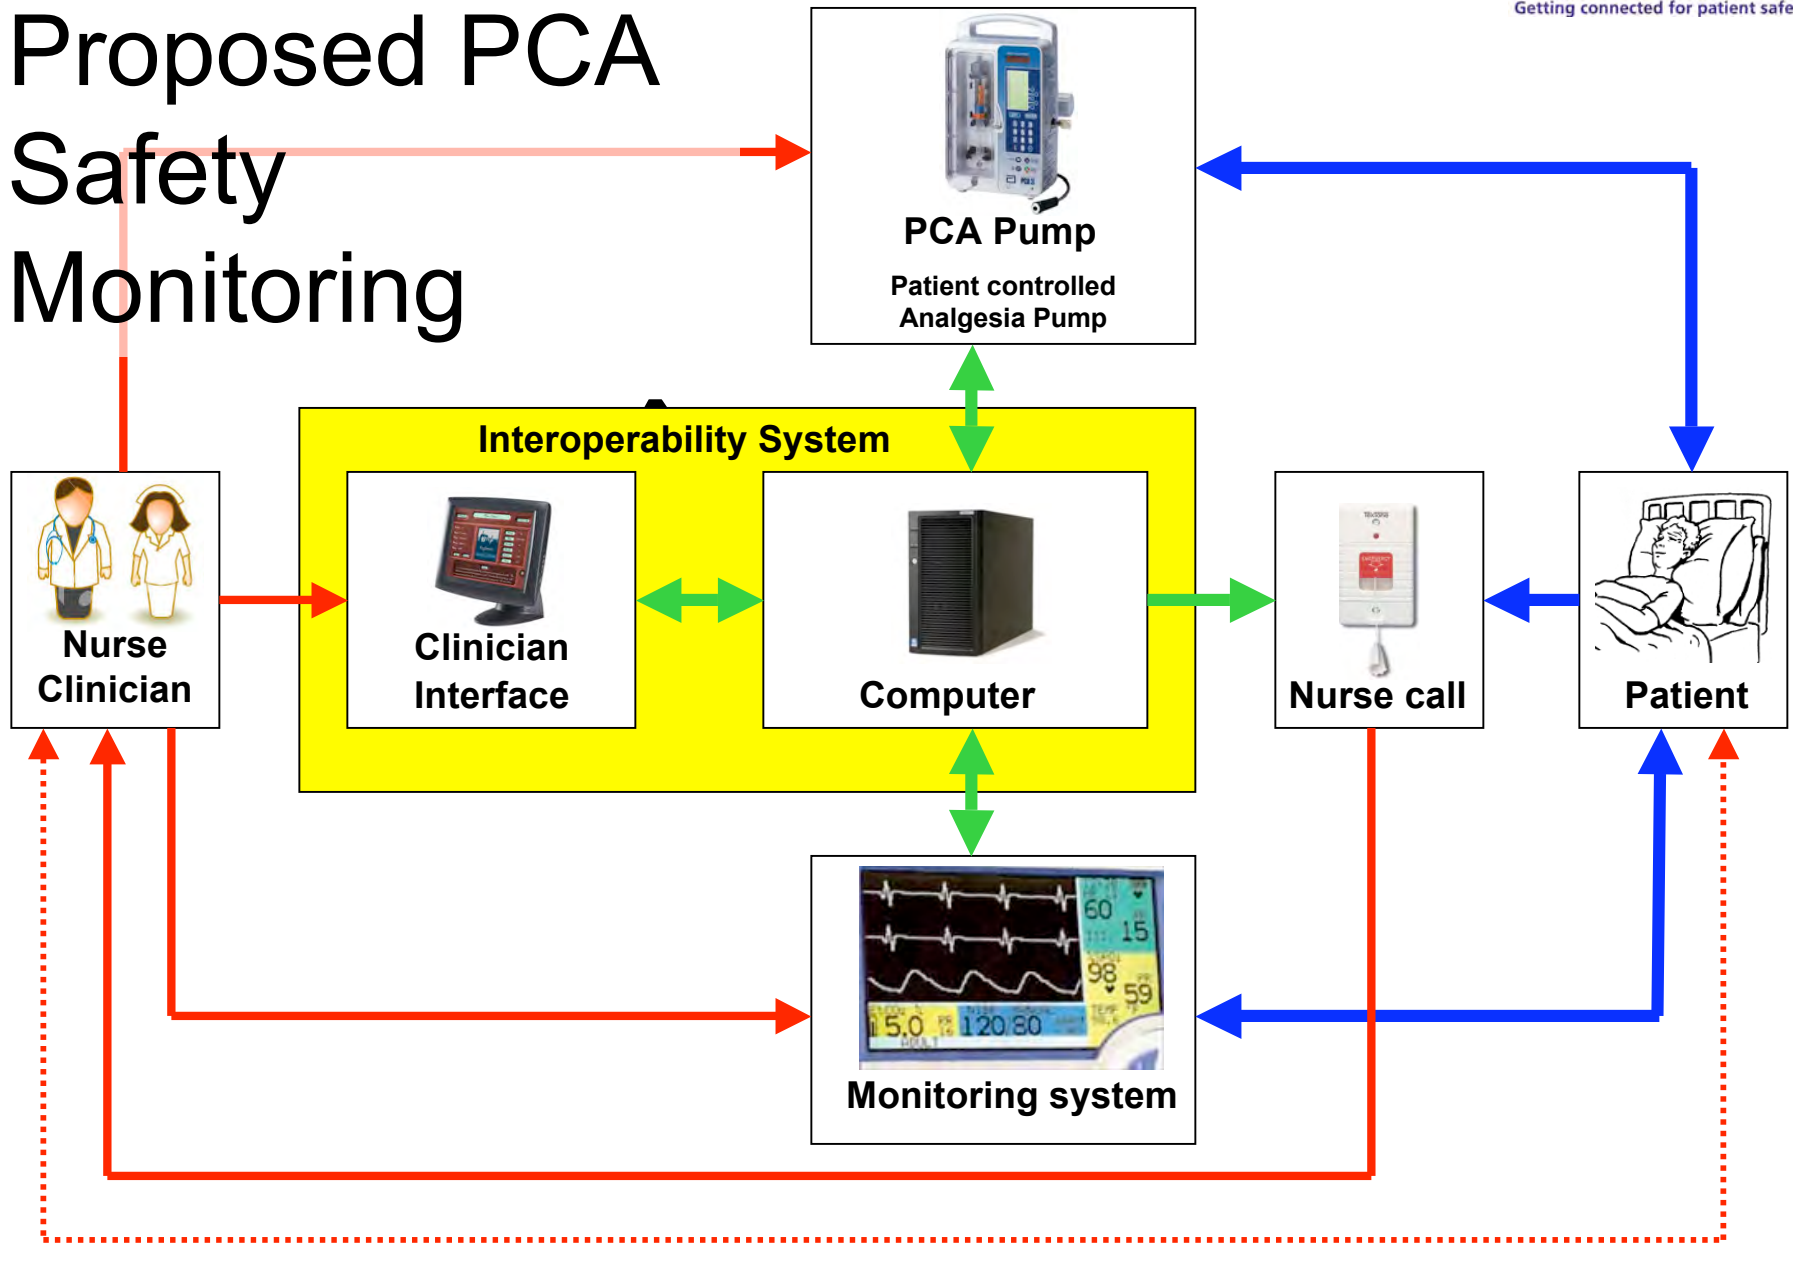 Getting connected for patient safe
Proposed PCA
Safety
Monitoring
PCA Pump
Patient controlled
Analgesia Pump
Interoperability System
Nurse
Clinician
Clinician
Interface
Computer
Nurse call
Patient
60
15
98
59
5.0
120/80
ADULT
Monitoring system